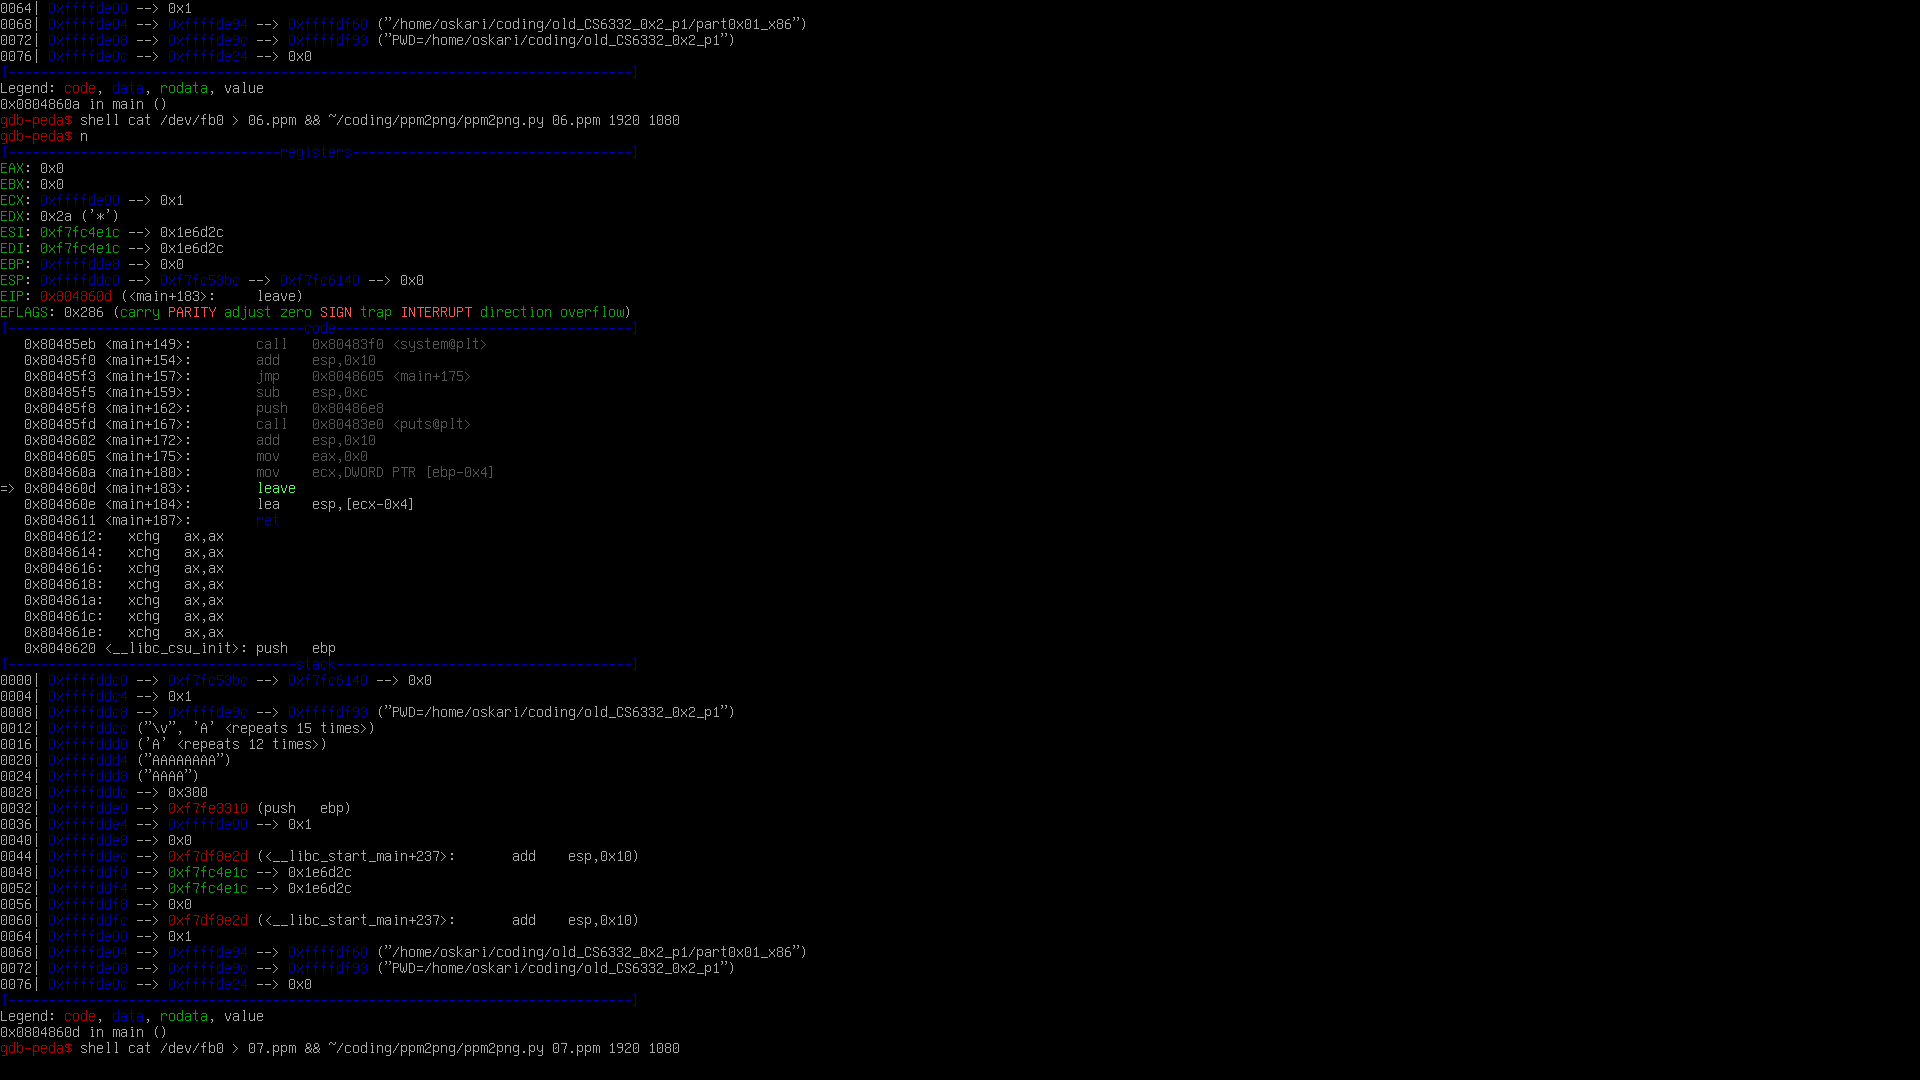 0064| 0xffffde00 --> 0x1
0068| 0xffffde04 --> 0xffffde94 --> 0xffffdf60 ("/home/oskari/coding/old_CS6332_0x2_p1/part0x01_x86")
0072| 0xffffde08 --> 0xffffde9c --> 0xffffdf93 ("PWD=/home/oskari/coding/old_CS6332_0x2_p1")
0076| 0xffffde0c --> 0xffffde24 --> 0x0
[------------------------------------------------------------------------------]
Legend: code, data, rodata, value
0x0804860a in main ()
gdb-peda$ shell cat /dev/fb0 > 06.ppm && ~/coding/ppm2png/ppm2png.py 06.ppm 1920 1080
gdb-peda$ n
[----------------------------------registers-----------------------------------]
EAX: 0x0
EBX: 0x0
ECX: 0xffffde00 --> 0x1
EDX: 0x2a ('*')
ESI: 0xf7fc4e1c --> 0x1e6d2c
EDI: 0xf7fc4e1c --> 0x1e6d2c
EBP: 0xffffdde8 --> 0x0
ESP: 0xffffddc0 --> 0xf7fc50bc --> 0xf7fc6140 --> 0x0
EIP: 0x804860d (<main+183>:     leave)
EFLAGS: 0x286 (carry PARITY adjust zero SIGN trap INTERRUPT direction overflow)
[-------------------------------------code-------------------------------------]
0x80485eb <main+149>:        call   0x80483f0 <system@plt>
0x80485f0 <main+154>:        add    esp,0x10
0x80485f3 <main+157>:        jmp    0x8048605 <main+175>
0x80485f5 <main+159>:        sub    esp,0xc
0x80485f8 <main+162>:        push   0x80486e8
0x80485fd <main+167>:        call   0x80483e0 <puts@plt>
0x8048602 <main+172>:        add    esp,0x10
0x8048605 <main+175>:        mov    eax,0x0
0x804860a <main+180>:        mov    ecx,DWORD PTR [ebp-0x4]
=> 0x804860d <main+183>:        leave
0x804860e <main+184>:        lea    esp,[ecx-0x4]
0x8048611 <main+187>:        ret
0x8048612:   xchg   ax,ax
0x8048614:   xchg   ax,ax
0x8048616:   xchg   ax,ax
0x8048618:   xchg   ax,ax
0x804861a:   xchg   ax,ax
0x804861c:   xchg   ax,ax
0x804861e:   xchg   ax,ax
0x8048620 <__libc_csu_init>: push   ebp
[------------------------------------stack-------------------------------------]
0000| 0xffffddc0 --> 0xf7fc50bc --> 0xf7fc6140 --> 0x0
0004| 0xffffddc4 --> 0x1
0008| 0xffffddc8 --> 0xffffde9c --> 0xffffdf93 ("PWD=/home/oskari/coding/old_CS6332_0x2_p1")
0012| 0xffffddcc ("\v", 'A' <repeats 15 times>)
0016| 0xffffddd0 ('A' <repeats 12 times>)
0020| 0xffffddd4 ("AAAAAAAA")
0024| 0xffffddd8 ("AAAA")
0028| 0xffffdddc --> 0x300
0032| 0xffffdde0 --> 0xf7fe3310 (push   ebp)
0036| 0xffffdde4 --> 0xffffde00 --> 0x1
0040| 0xffffdde8 --> 0x0
0044| 0xffffddec --> 0xf7df8e2d (<__libc_start_main+237>:       add    esp,0x10)
0048| 0xffffddf0 --> 0xf7fc4e1c --> 0x1e6d2c
0052| 0xffffddf4 --> 0xf7fc4e1c --> 0x1e6d2c
0056| 0xffffddf8 --> 0x0
0060| 0xffffddfc --> 0xf7df8e2d (<__libc_start_main+237>:       add    esp,0x10)
0064| 0xffffde00 --> 0x1
0068| 0xffffde04 --> 0xffffde94 --> 0xffffdf60 ("/home/oskari/coding/old_CS6332_0x2_p1/part0x01_x86")
0072| 0xffffde08 --> 0xffffde9c --> 0xffffdf93 ("PWD=/home/oskari/coding/old_CS6332_0x2_p1")
0076| 0xffffde0c --> 0xffffde24 --> 0x0
[------------------------------------------------------------------------------]
Legend: code, data, rodata, value
0x0804860d in main ()
gdb-peda$ shell cat /dev/fb0 > 07.ppm && ~/coding/ppm2png/ppm2png.py 07.ppm 1920 1080